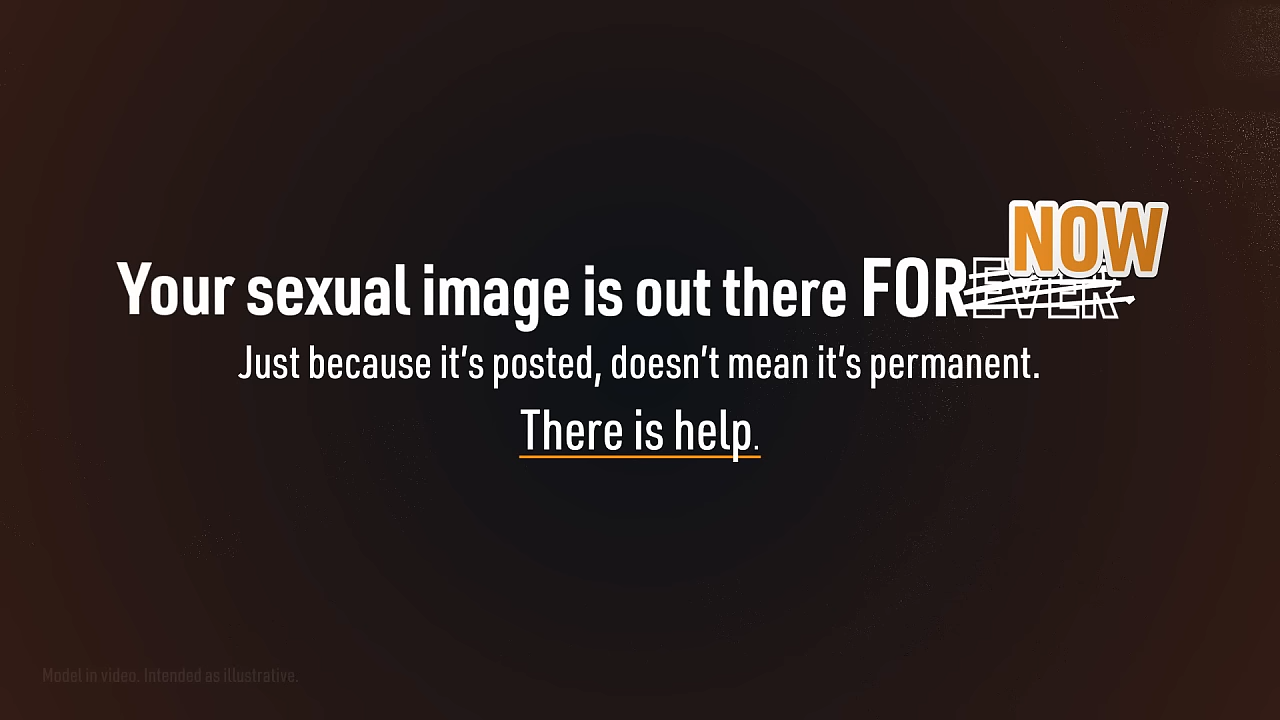 Your sexual image is out there FOREVER NOW
Just because it's posted, doesn't mean it's permanent.
There is help.
Model in video. Intended as illustrative.